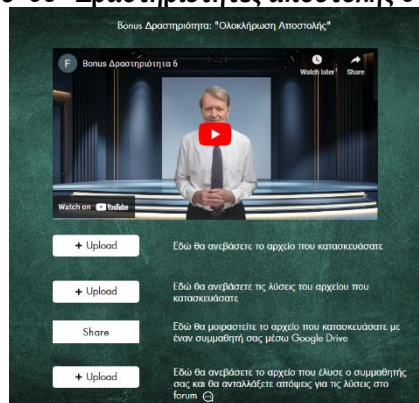 Bonus Δραστηριότητα: "Ολοκλήρωση Αποστολής"
F Bonus Δραστηριότητα 6
Watch later Share
Watch on YouTube
+ Upload
Εδώ θα ανεβάσετε το αρχείο που κατασκευάσατε
+ Upload
Εδώ θα ανεβάσετε τις λύσεις του αρχείου που
κατασκευάσατε
Share
Εδώ θα μοιραστείτε το αρχείο που κατασκευάσατε με
έναν συμμαθητή σας μέσω Google Drive
+ Upload
Εδώ θα ανεβάσετε το αρχείο που έλυσε ο συμμαθητής
σας και θα ανταλλάξετε απόψεις για τις λύσεις στο
forum